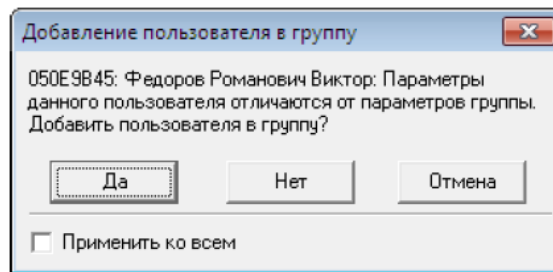 Добавление пользователя в группу
050E9B45: Федоров Романович Виктор: Параметры
данного пользователя отличаются от параметров группы.
Добавить пользователя в группу?
Да
Нет
Отмена
Применить ко всем